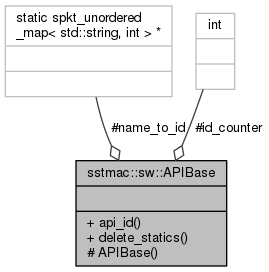 static spkt_unordered
_map< std::string, int > *
int
#name_to_id
#id_counter
sstmac::sw::APIBase
+ api_id()
+ delete_statics()
# APIBase()